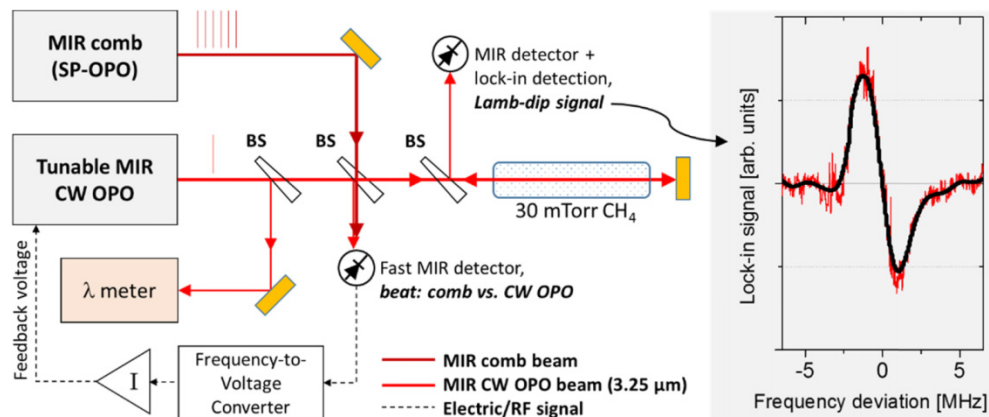 MIR comb
(SP-OPO)
Tunable MIR
CW OPO
BS
BS
BS
MIR detector +
lock-in detection,
Lamb-dip signal
30 mTorr CH4
Fast MIR detector,
beat: comb vs. CW OPO
λ meter
Feedback voltage
I
Frequency-to-
Voltage
Converter
MIR comb beam
MIR CW OPO beam (3.25 μm)
Electric/RF signal
Lock-in signal [arb. units]
-5
0
5
Frequency deviation [MHz]